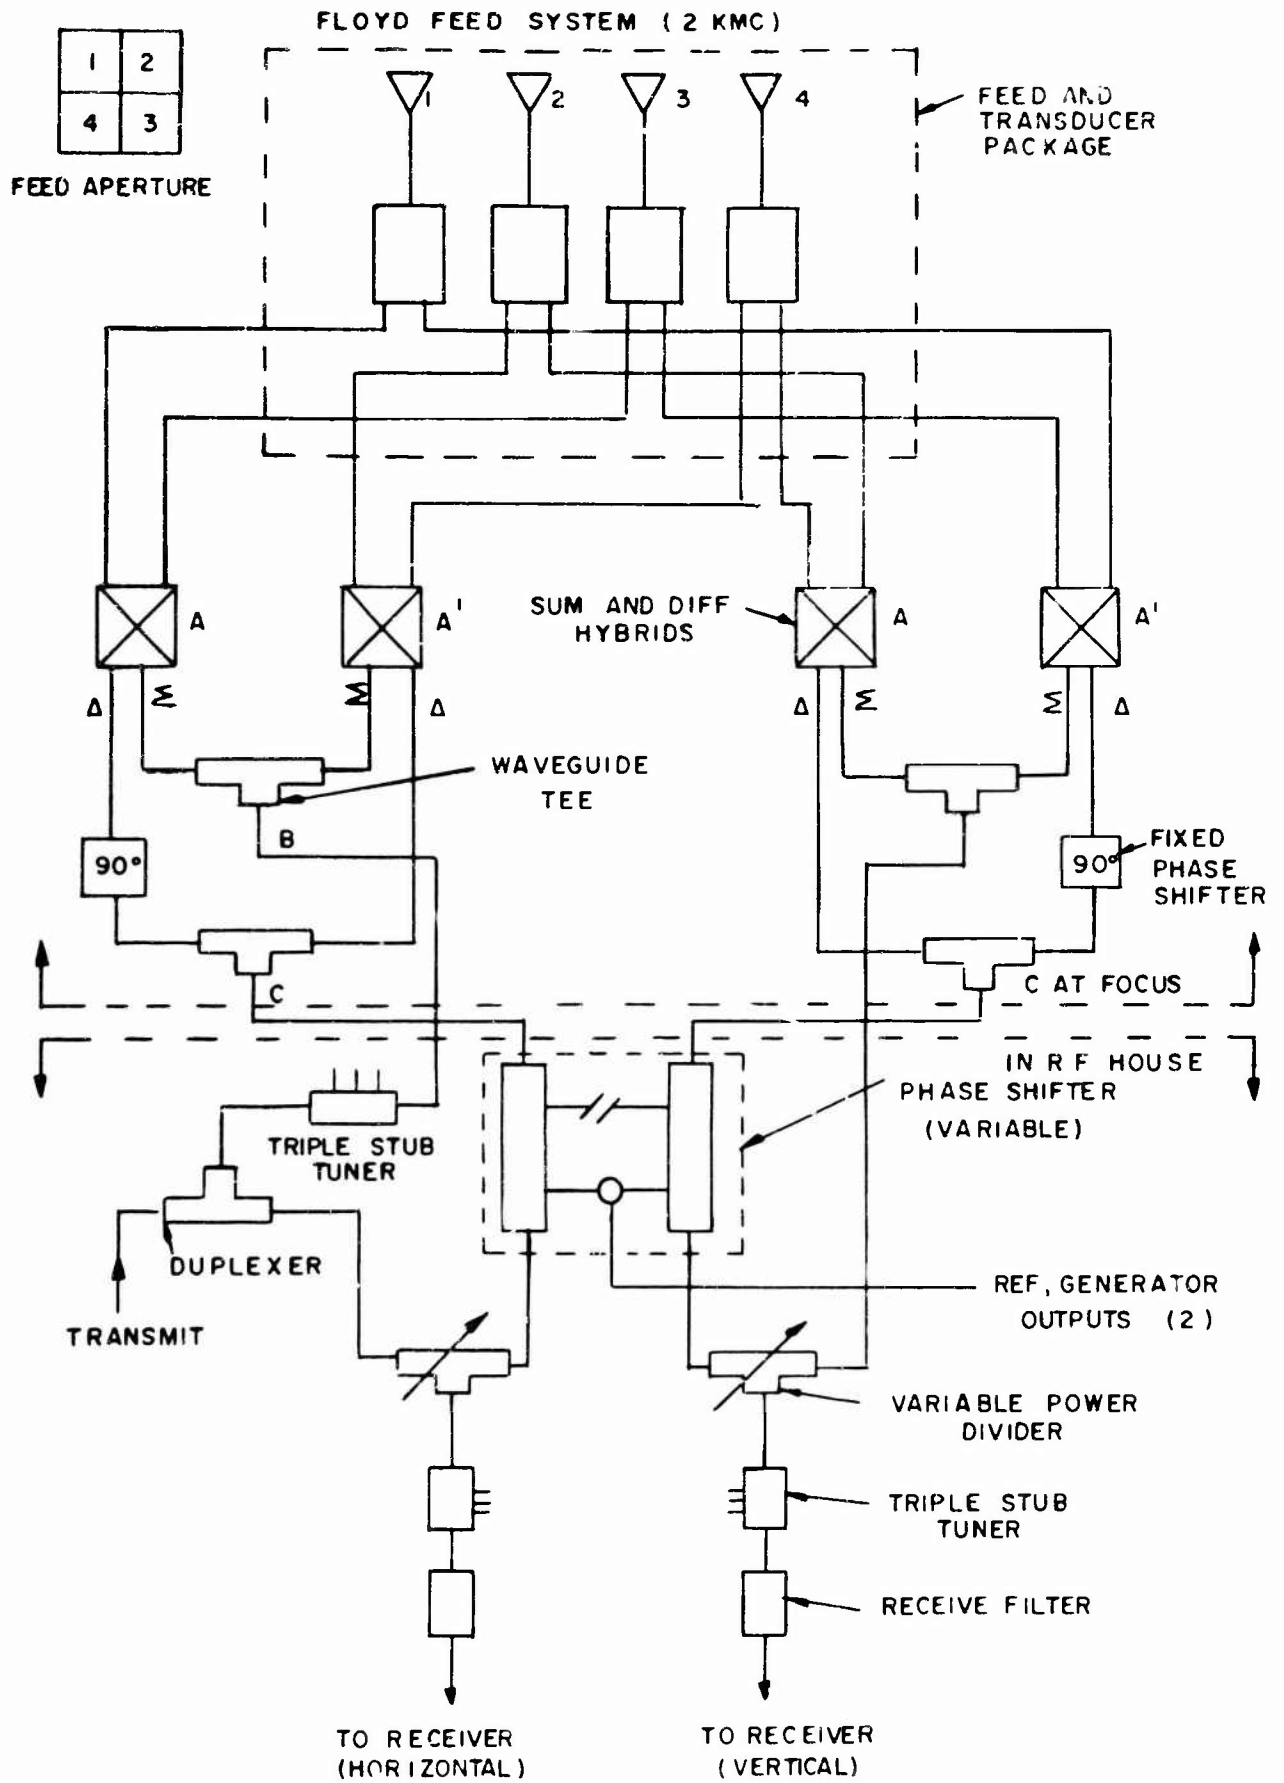 FLOYD FEED SYSTEM (2 KMC)
1 2
4 3
FEED APERTURE
1 2 3 4
FEED AND
TRANSDUCER
PACKAGE
A
A'
SUM AND DIFF
HYBRIDS
A
A'
Δ Σ Σ Δ Δ Σ Σ Δ
WAVEGUIDE
TEE
B
90°
90°
FIXED
PHASE
SHIFTER
C
C AT FOCUS
IN R F HOUSE
PHASE SHIFTER
(VARIABLE)
TRIPLE STUB
TUNER
DUPLEXER
TRANSMIT
REF, GENERATOR
OUTPUTS (2)
VARIABLE POWER
DIVIDER
TRIPLE STUB
TUNER
RECEIVE FILTER
TO RECEIVER
(HORIZONTAL)
TO RECEIVER
(VERTICAL)